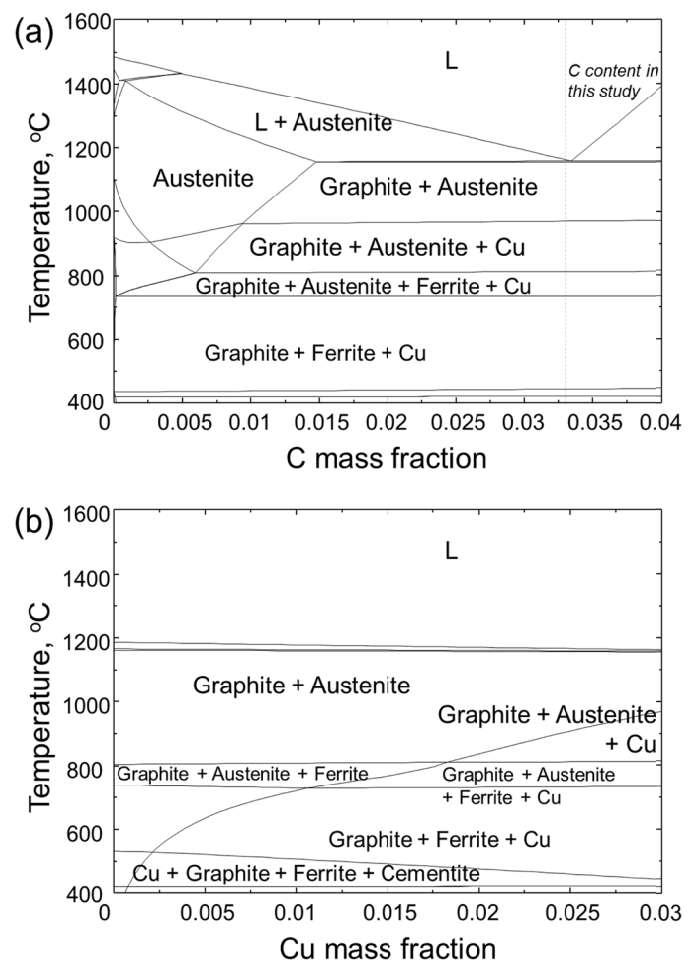 (a)
1600
1400
1200
1000
800
600
400
Temperature, ºC
L
C content in
this study
L + Austenite
Austenite
Graphite + Austenite
Graphite + Austenite + Cu
Graphite + Austenite + Ferrite + Cu
Graphite + Ferrite + Cu
0 0.005 0.01 0.015 0.02 0.025 0.03 0.035 0.04
C mass fraction
(b)
1600
1400
1200
1000
800
600
400
Temperature, ºC
L
Graphite + Austenite
Graphite + Austenite
+ Cu
Graphite + Austenite + Ferrite
Graphite + Austenite
+ Ferrite + Cu
Graphite + Ferrite + Cu
Cu + Graphite + Ferrite + Cementite
0 0.005 0.01 0.015 0.02 0.025 0.03
Cu mass fraction